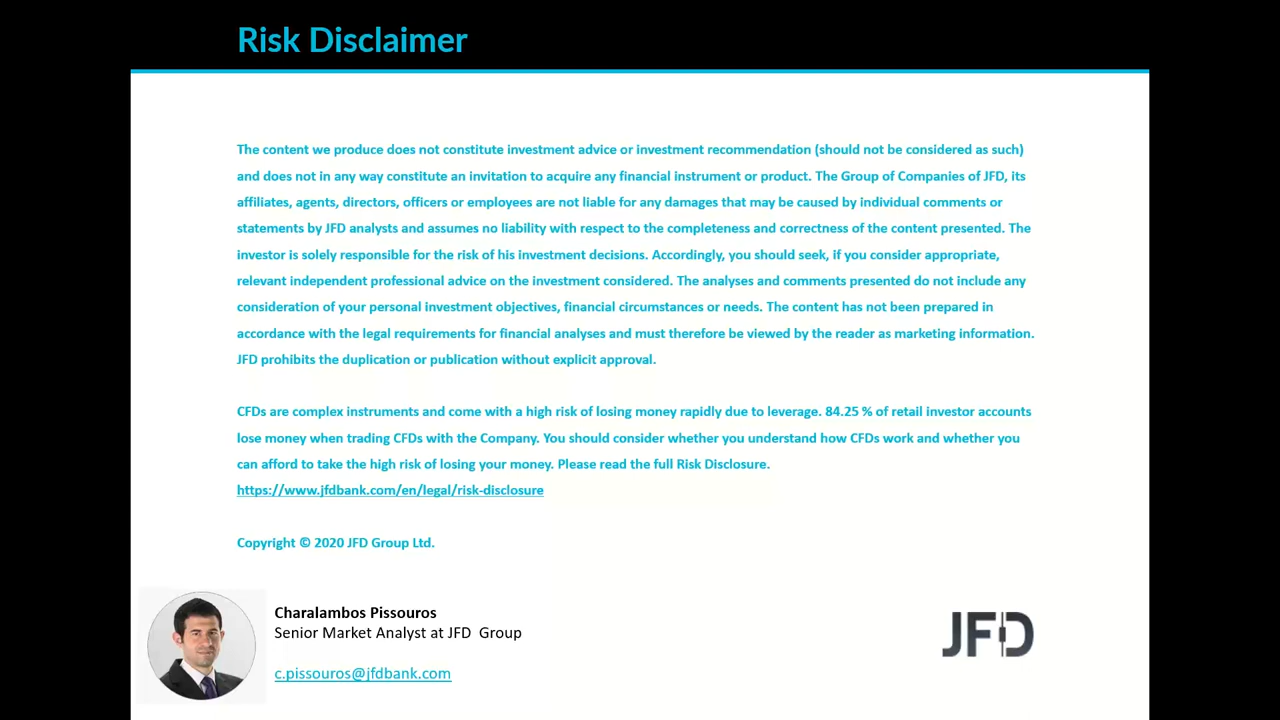 Risk Disclaimer
The content we produce does not constitute investment advice or investment recommendation (should not be considered as such)
and does not in any way constitute an invitation to acquire any financial instrument or product. The Group of Companies of JFD, its
affiliates, agents, directors, officers or employees are not liable for any damages that may be caused by individual comments or
statements by JFD analysts and assumes no liability with respect to the completeness and correctness of the content presented. The
investor is solely responsible for the risk of his investment decisions. Accordingly, you should seek, if you consider appropriate,
relevant independent professional advice on the investment considered. The analyses and comments presented do not include any
consideration of your personal investment objectives, financial circumstances or needs. The content has not been prepared in
accordance with the legal requirements for financial analyses and must therefore be viewed by the reader as marketing information.
JFD prohibits the duplication or publication without explicit approval.
CFDs are complex instruments and come with a high risk of losing money rapidly due to leverage. 84.25 % of retail investor accounts
lose money when trading CFDs with the Company. You should consider whether you understand how CFDs work and whether you
can afford to take the high risk of losing your money. Please read the full Risk Disclosure.
https://www.jfdbank.com/en/legal/risk-disclosure
Copyright © 2020 JFD Group Ltd.
Charalambos Pissouros
Senior Market Analyst at JFD Group
c.pissouros@jfdbank.com
JFD